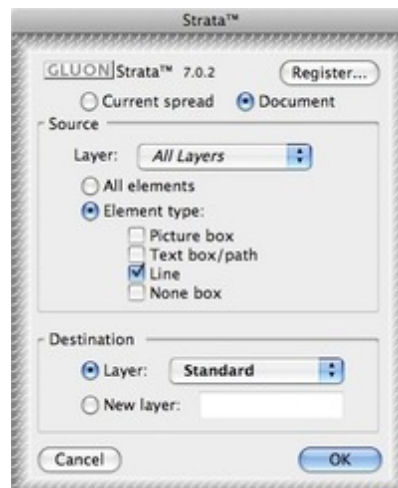 Strata™
GLUON Strata™ 7.0.2 Register...
Current spread Document
Source
Layer: All Layers
All elements
Element type:
Picture box
Text box/path
Line
None box
Destination
Layer: Standard
New layer:
Cancel OK